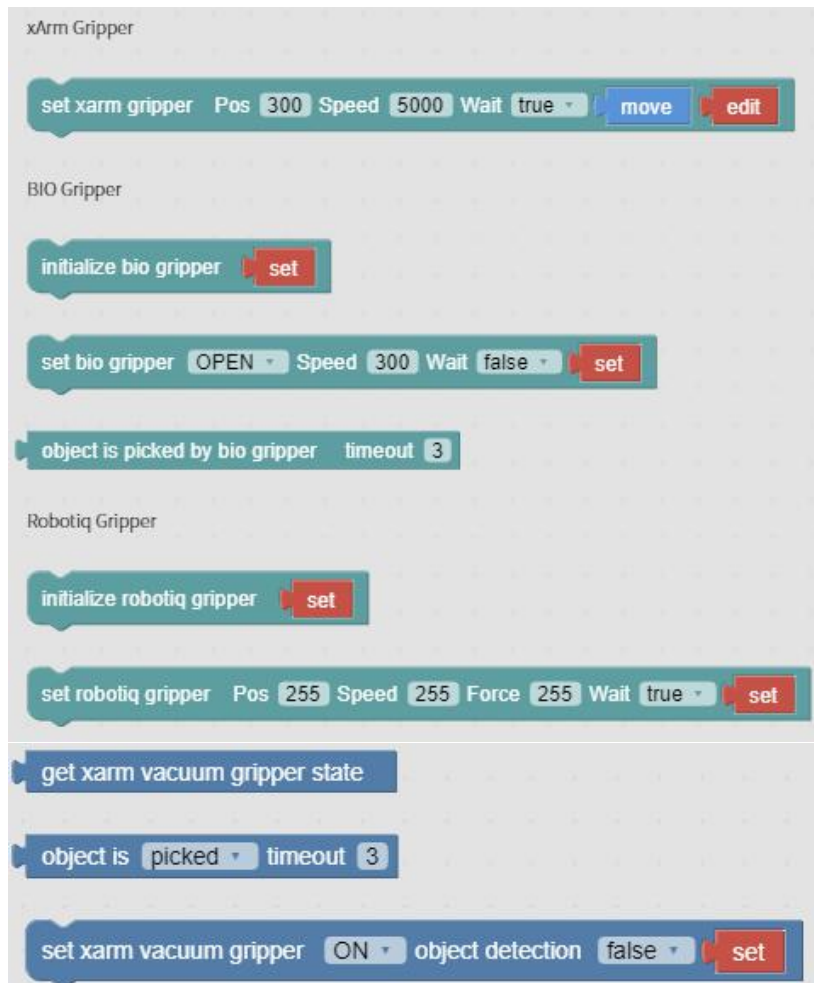 xArm Gripper
set xarm gripper Pos 300 Speed 5000 Wait true move edit
BIO Gripper
initialize bio gripper set
set bio gripper OPEN Speed 300 Wait false set
object is picked by bio gripper timeout 3
Robotiq Gripper
initialize robotiq gripper set
set robotiq gripper Pos 255 Speed 255 Force 255 Wait true set
get xarm vacuum gripper state
object is picked timeout 3
set xarm vacuum gripper ON object detection false set